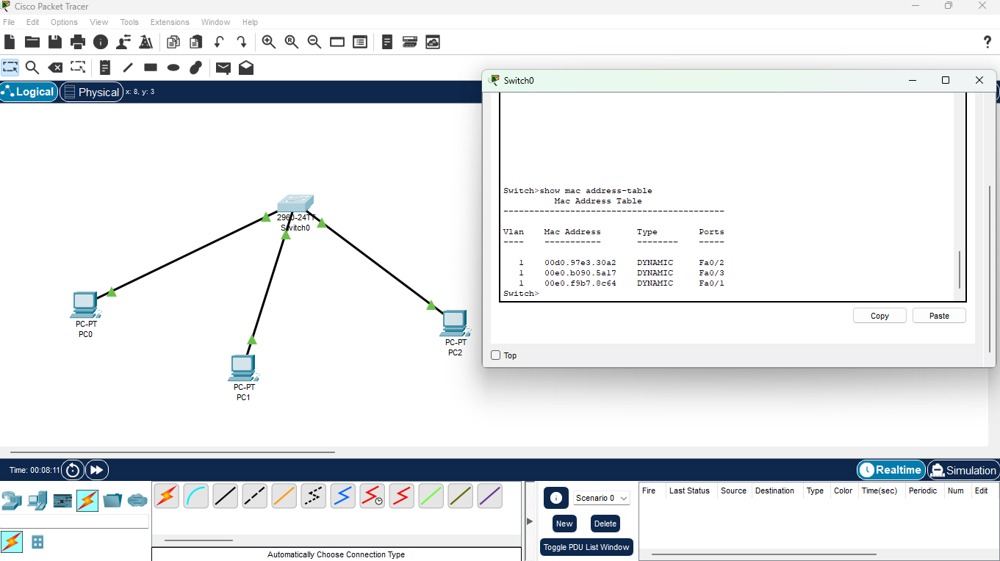 Cisco Packet Tracer
File Edit Options View Tools Extensions Window Help
?
Logical Physical x: 8, y: 3
Switch0
Switch>show mac address-table
Mac Address Table
-------------------------------------------
Vlan Mac Address Type Ports
---- ----------- -------- -----
1 00d0.97e3.30a2 DYNAMIC Fa0/2
1 00e0.b090.5a17 DYNAMIC Fa0/3
1 00e0.f9b7.8c64 DYNAMIC Fa0/1
Switch>
Copy Paste
Top
2960-24TT
Switch0
PC-PT
PC0
PC-PT
PC1
PC-PT
PC2
Time: 00:08:11
Realtime Simulation
Automatically Choose Connection Type
Scenario 0
New Delete
Toggle PDU List Window
Fire Last Status Source Destination Type Color Time(sec) Periodic Num Edit